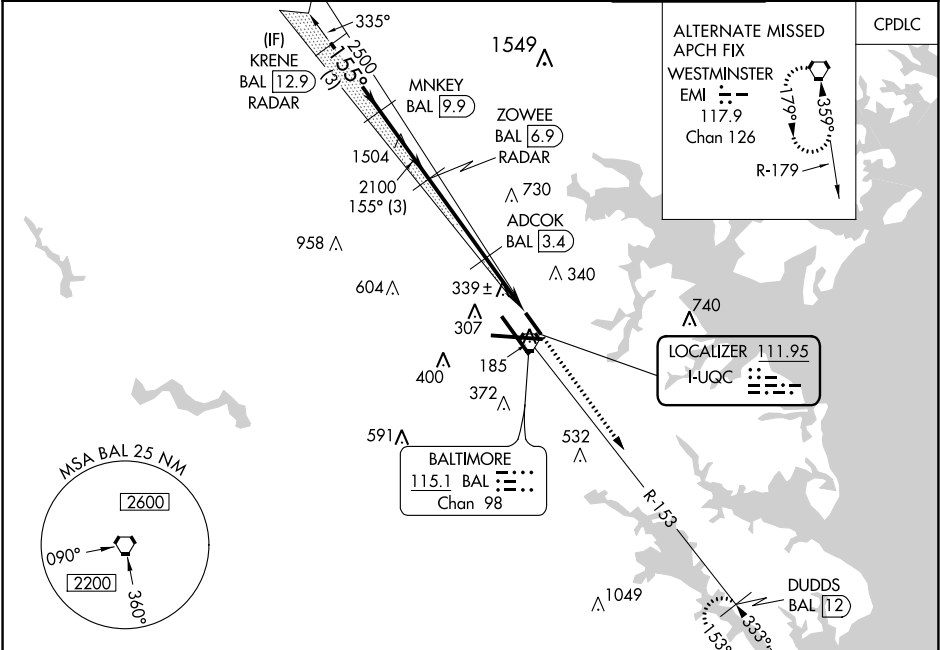 335°
2500
155°
(3)
(IF)
KRENE
BAL 12.9
RADAR
MNKEY
BAL 9.9
1549
ZOWEE
BAL 6.9
RADAR
1504
2100
155° (3)
730
ADCOK
BAL 3.4
958
604
339 ±
340
307
185
400
372
740
LOCALIZER 111.95
I-UQC
591
532
BALTIMORE
115.1 BAL
Chan 98
R-153
1049
DUDDS
BAL 12
153°
333°
MSA BAL 25 NM
2600
090°
2200
360°
ALTERNATE MISSED
APCH FIX
WESTMINSTER
EMI
117.9
Chan 126
179°
359°
R-179
CPDLC